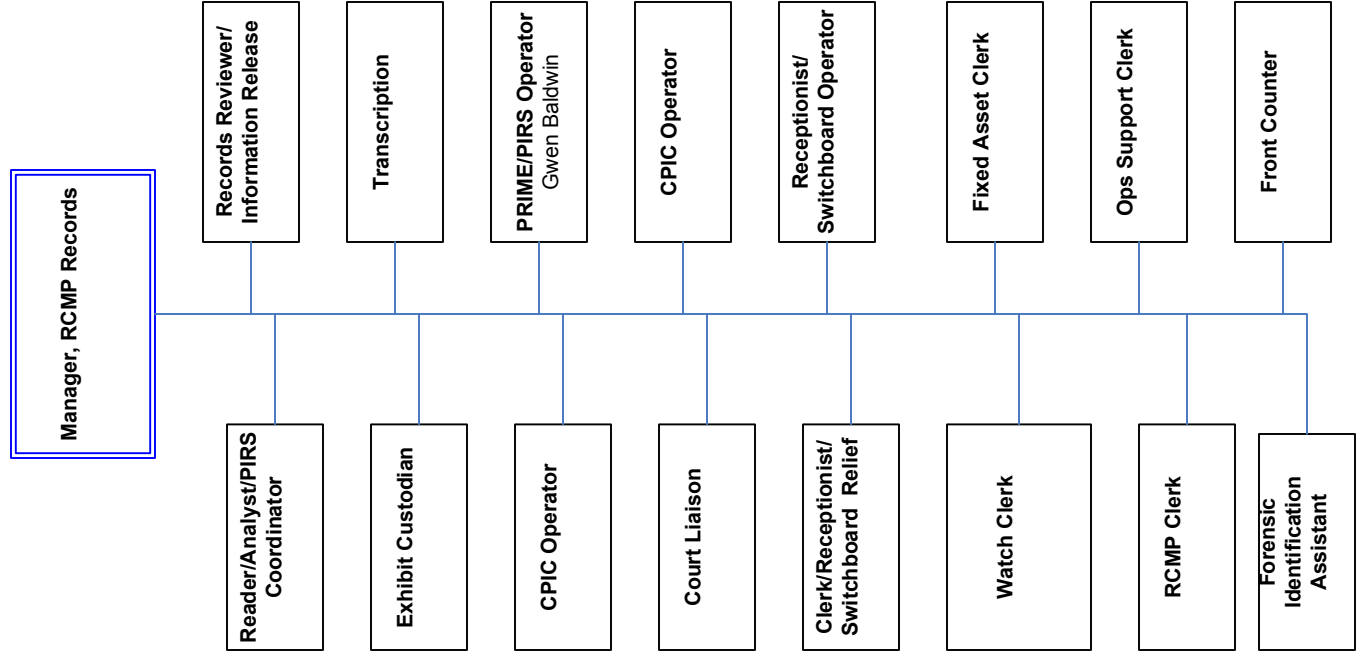 Manager, RCMP Records
Reader/Analyst/PIRS
Coordinator
Records Reviewer/
Information Release
Exhibit Custodian
Transcription
CPIC Operator
PRIME/PIRS Operator
Gwen Baldwin
Court Liaison
CPIC Operator
Clerk/Receptionist/
Switchboard Relief
Receptionist/
Switchboard Operator
Watch Clerk
Fixed Asset Clerk
RCMP Clerk
Ops Support Clerk
Forensic
Identification
Assistant
Front Counter